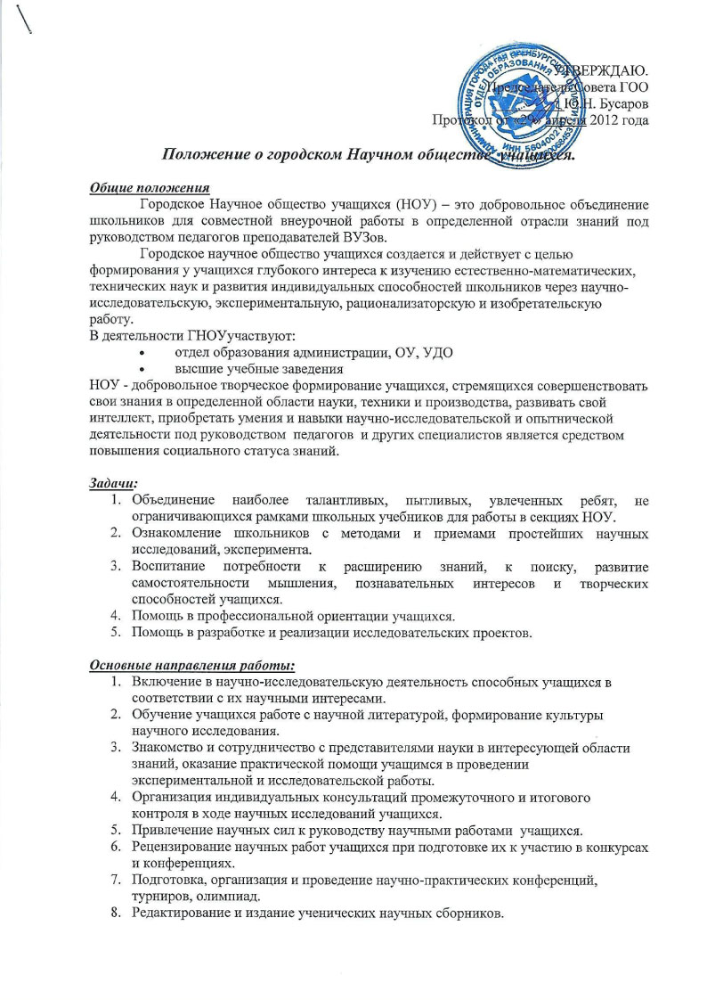 УТВЕРЖДАЮ.
Председатель Совета ГОО
Ю.Н. Бусаров
Протокол от «29» апреля 2012 года
АДМИНИСТРАЦИЯ ГОРОДА ГАЯ ОРЕНБУРГСКОЙ ОБЛАСТИ
ОТДЕЛ ОБРАЗОВАНИЯ
ИНН
Положение о городском Научном обществе учащихся.
Общие положения
Городское Научное общество учащихся (НОУ) – это добровольное объединение
школьников для совместной внеурочной работы в определенной отрасли знаний под
руководством педагогов преподавателей ВУЗов.
Городское научное общество учащихся создается и действует с целью
формирования у учащихся глубокого интереса к изучению естественно-математических,
технических наук и развития индивидуальных способностей школьников через научно-
исследовательскую, экспериментальную, рационализаторскую и изобретательскую
работу.
В деятельности ГНОУучаствуют:
• отдел образования администрации, ОУ, УДО
• высшие учебные заведения
НОУ - добровольное творческое формирование учащихся, стремящихся совершенствовать
свои знания в определенной области науки, техники и производства, развивать свой
интеллект, приобретать умения и навыки научно-исследовательской и опытнической
деятельности под руководством педагогов и других специалистов является средством
повышения социального статуса знаний.
Задачи:
1. Объединение наиболее талантливых, пытливых, увлеченных ребят, не
ограничивающихся рамками школьных учебников для работы в секциях НОУ.
2. Ознакомление школьников с методами и приемами простейших научных
исследований, эксперимента.
3. Воспитание потребности к расширению знаний, к поиску, развитие
самостоятельности мышления, познавательных интересов и творческих
способностей учащихся.
4. Помощь в профессиональной ориентации учащихся.
5. Помощь в разработке и реализации исследовательских проектов.
Основные направления работы:
1. Включение в научно-исследовательскую деятельность способных учащихся в
соответствии с их научными интересами.
2. Обучение учащихся работе с научной литературой, формирование культуры
научного исследования.
3. Знакомство и сотрудничество с представителями науки в интересующей области
знаний, оказание практической помощи учащимся в проведении
экспериментальной и исследовательской работы.
4. Организация индивидуальных консультаций промежуточного и итогового
контроля в ходе научных исследований учащихся.
5. Привлечение научных сил к руководству научными работами учащихся.
6. Рецензирование научных работ учащихся при подготовке их к участию в конкурсах
и конференциях.
7. Подготовка, организация и проведение научно-практических конференций,
турниров, олимпиад.
8. Редактирование и издание ученических научных сборников.